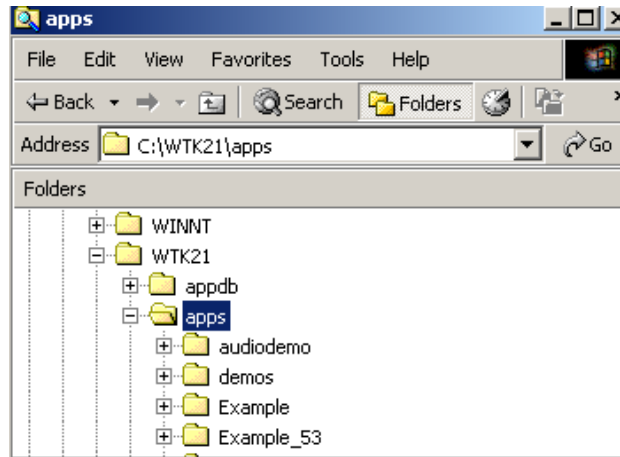 apps
File Edit View Favorites Tools Help
Back Search Folders
Address C:\WTK21\apps Go
Folders
WINNT
WTK21
appdb
apps
audiodemo
demos
Example
Example_53